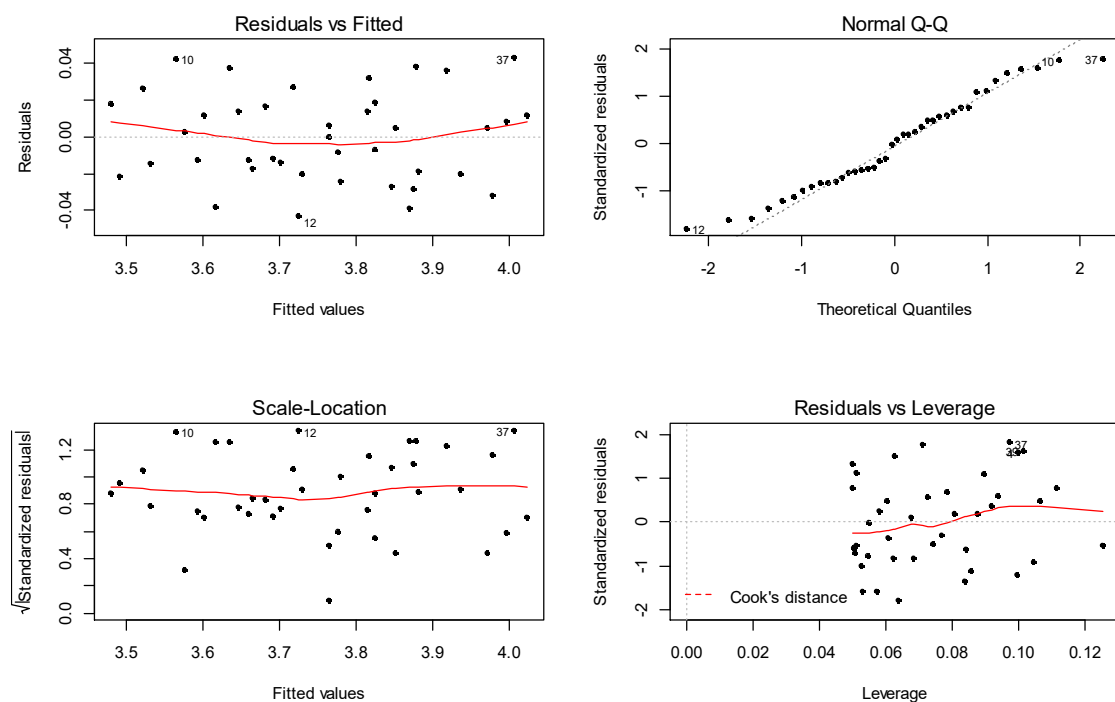 Residuals vs Fitted
Residuals
0.04
0.00
-0.04
10
37
12
3.5 3.6 3.7 3.8 3.9 4.0
Fitted values
Normal Q-Q
Standardized residuals
2
1
0
-1
10
37
12
-2 -1 0 1 2
Theoretical Quantiles
Scale-Location
√|Standardized residuals|
1.2
0.8
0.4
0.0
10
12
37
3.5 3.6 3.7 3.8 3.9 4.0
Fitted values
Residuals vs Leverage
Standardized residuals
2
1
0
-1
-2
37
Cook's distance
0.00 0.02 0.04 0.06 0.08 0.10 0.12
Leverage